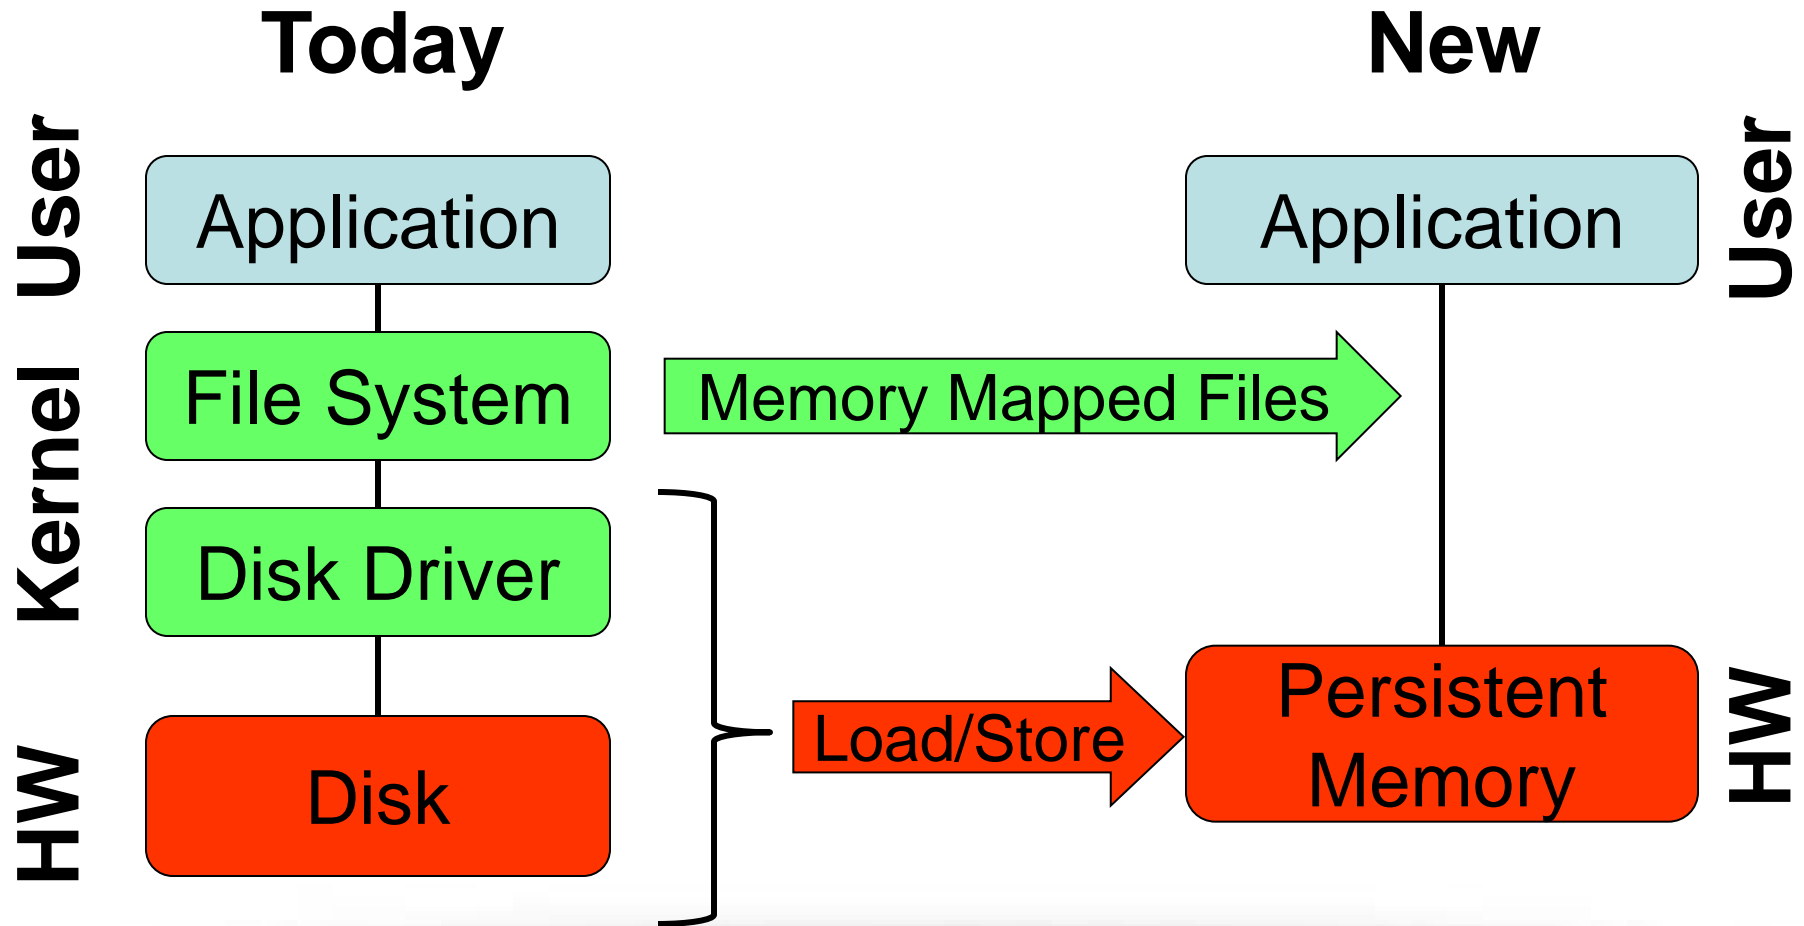 Today
New
User
Application
Application
User
Kernel
File System
Memory Mapped Files
Disk Driver
HW
Disk
Load/Store
Persistent
Memory
HW